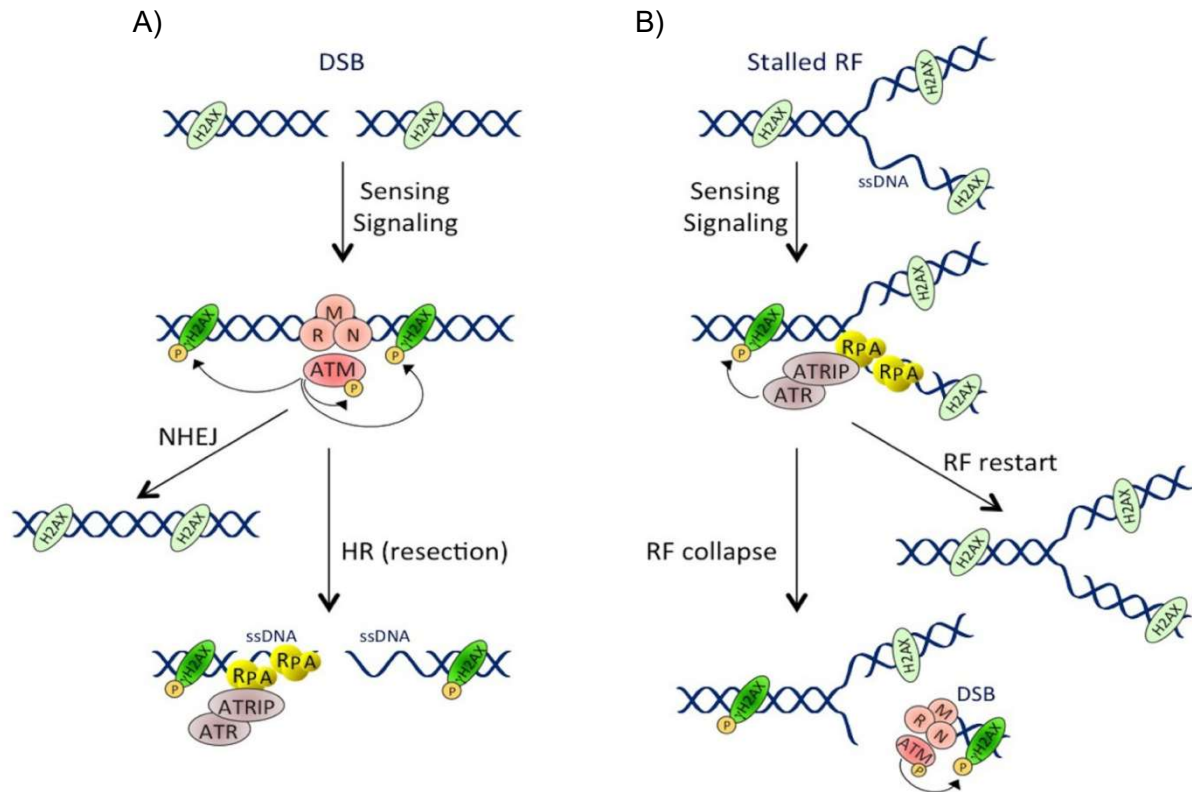 A)
DSB
H2AX
H2AX
Sensing
Signaling
γH2AX
P
M
R N
ATM
P
γH2AX
P
NHEJ
H2AX
H2AX
HR (resection)
ssDNA
ssDNA
γH2AX
P
RPA
RPA
ATRIP
ATR
γH2AX
P
B)
Stalled RF
H2AX
H2AX
ssDNA
H2AX
Sensing
Signaling
H2AX
γH2AX
P
RPA
RPA
ATRIP
ATR
H2AX
RF restart
H2AX
H2AX
H2AX
RF collapse
H2AX
γH2AX
P
DSB
M
R N
ATM
P
γH2AX
P